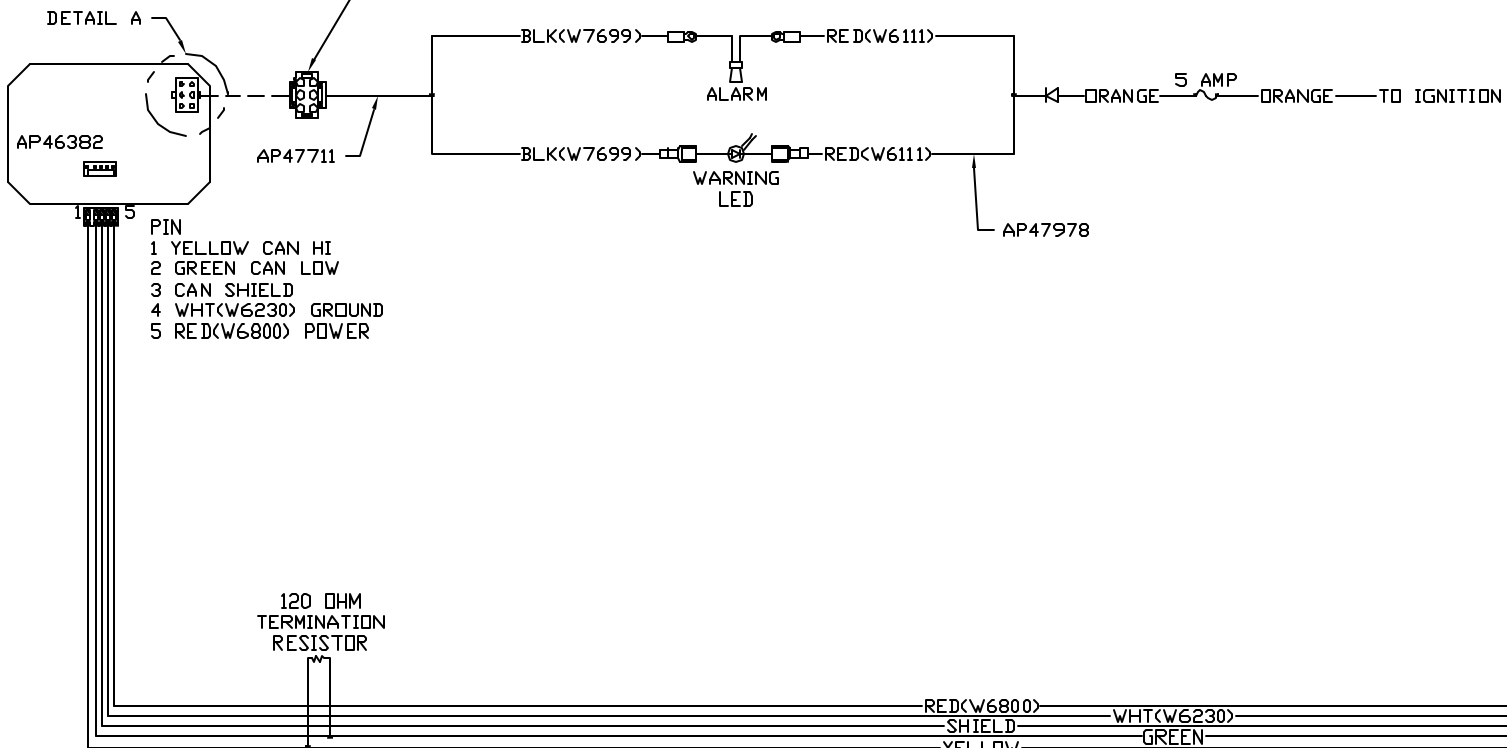 DETAIL A
BLK(W7699)
RED(W6111)
ALARM
5 AMP
ORANGE
ORANGE
TO IGNITION
AP46382
AP47711
BLK(W7699)
RED(W6111)
WARNING
LED
AP47978
1
5
PIN
1 YELLOW CAN HI
2 GREEN CAN LOW
3 CAN SHIELD
4 WHT(W6230) GROUND
5 RED(W6800) POWER
120 OHM
TERMINATION
RESISTOR
RED(W6800)
WHT(W6230)
SHIELD
GREEN
YELLOW